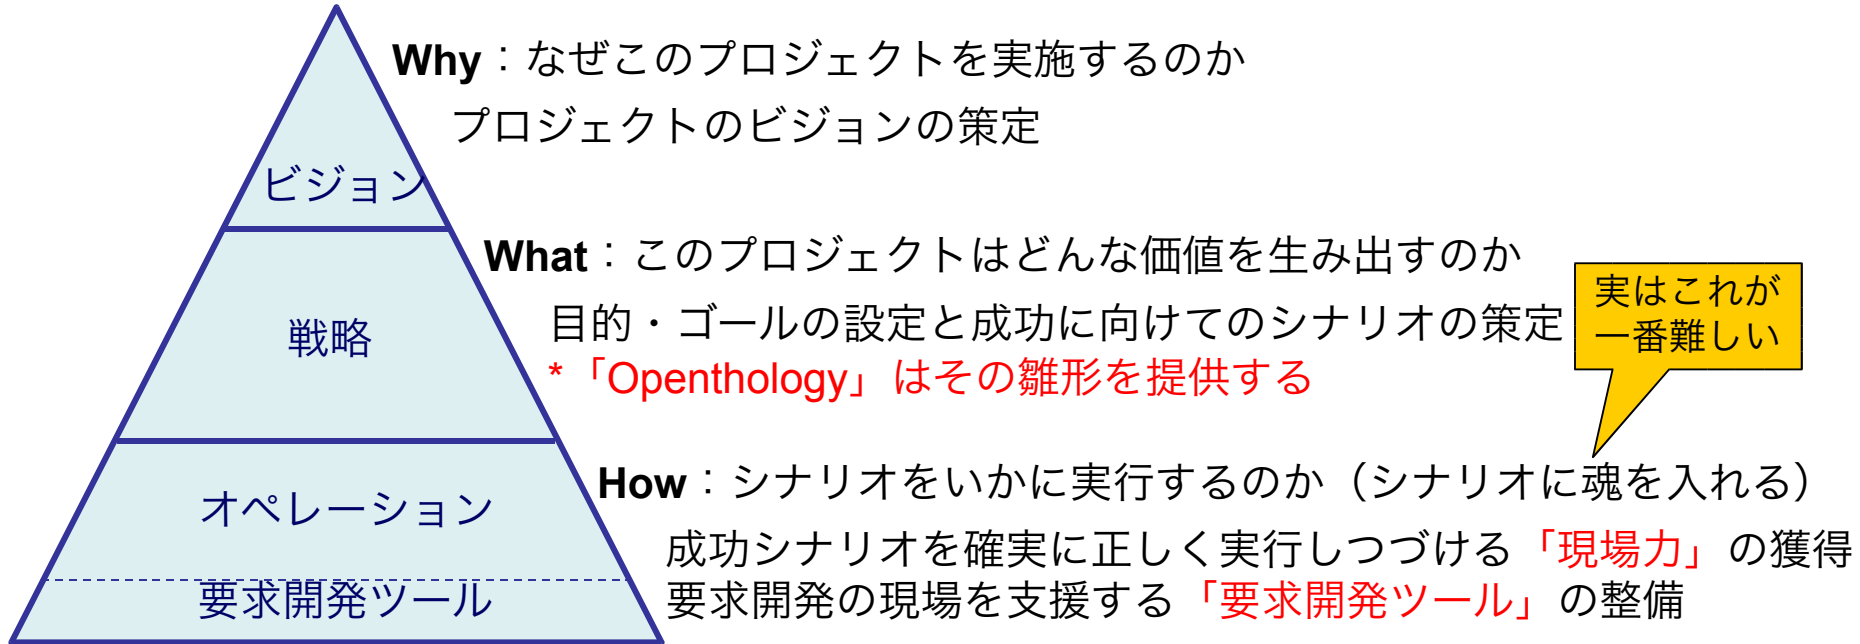 Why：なぜこのプロジェクトを実施するのか
プロジェクトのビジョンの策定
ビジョン
What：このプロジェクトはどんな価値を生み出すのか
目的・ゴールの設定と成功に向けてのシナリオの策定
*「Openthology」はその雛形を提供する
実はこれが
一番難しい
戦略
How：シナリオをいかに実行するのか（シナリオに魂を入れる）
成功シナリオを確実に正しく実行しつづける「現場力」の獲得
要求開発の現場を支援する「要求開発ツール」の整備
オペレーション
要求開発ツール